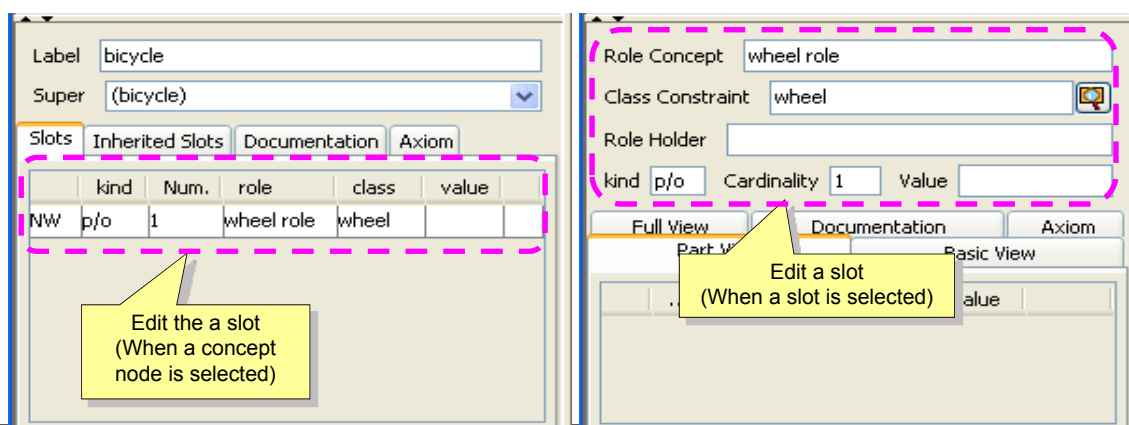 Label bicycle
Super (bicycle)
Slots Inherited Slots Documentation Axiom
kind Num. role class value
NW p/o 1 wheel role wheel
Edit the a slot
(When a concept
node is selected)
Role Concept wheel role
Class Constraint wheel
Role Holder
kind p/o Cardinality 1 Value
Full View Documentation Axiom
Part Basic View
Edit a slot
(When a slot is selected)